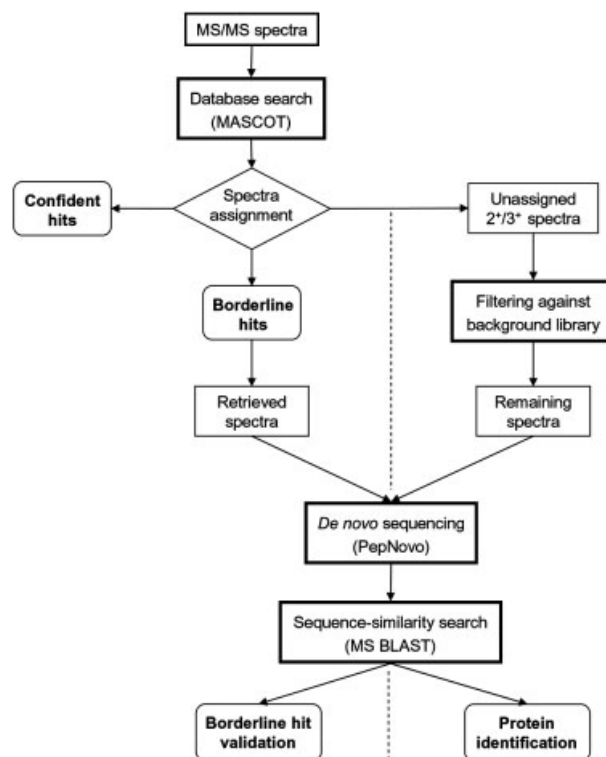 MS/MS spectra
Database search
(MASCOT)
Confident
hits
Spectra
assignment
Unassigned
2+/3+ spectra
Borderline
hits
Filtering against
background library
Retrieved
spectra
Remaining
spectra
De novo sequencing
(PepNovo)
Sequence-similarity search
(MS BLAST)
Borderline hit
validation
Protein
identification